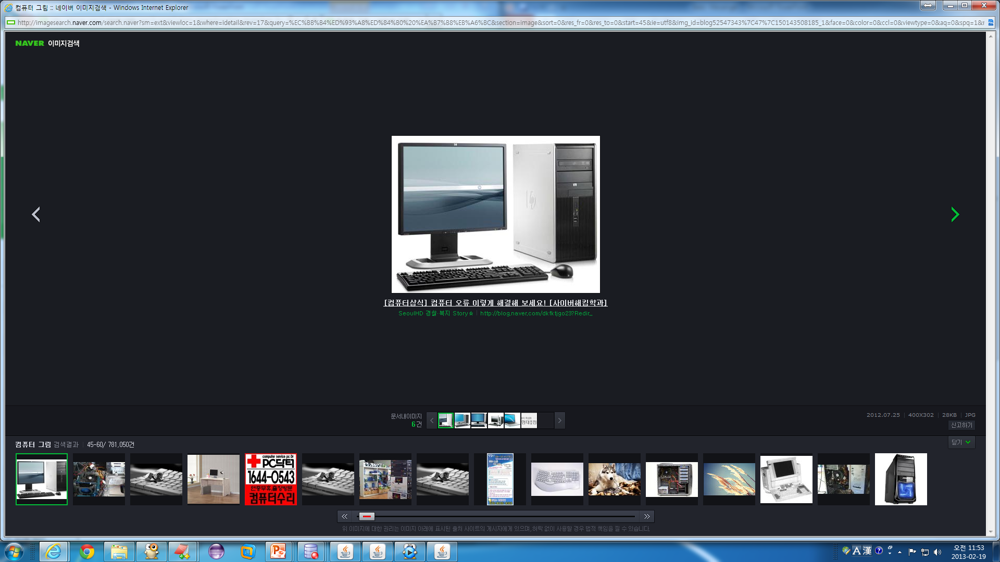 컴퓨터 그림 :: 네이버 이미지검색 - Windows Internet Explorer
http://imagesearch.naver.com/search.naver?sm=ext&viewloc=1&where=idetail&rev=17&query=%EC%BB%B4%ED%93%A8%ED%84%B0%20%EA%B7%B8%EB%A6%BC&section=image&sort=0&res_fr=0&res_to=0&start=45&ie=utf8&img_id=blog52547343%7C47%7C150143508185_1&face=0&color=0&ccl=0&viewtype=0&aq=0&spq=1&r
NAVER 이미지검색
[컴퓨터상식] 컴퓨터 오류 이렇게 해결해 보세요! [사이버해킹학과]
SeoulHD 경찰·복지 Story☆ | http://blog.naver.com/dkfktjgo23?Redir...
문서내이미지
6건
현대 전
2012.07.25 | 400X302 | 28KB | JPG
신고하기
컴퓨터 그림 검색결과 | 45-60/ 781,050건
닫기
computer service pc Dr
PC닥터
1644-0543
연중무휴.출장방문
컴퓨터수리
위 이미지에 대한 권리는 이미지 아래에 표시된 출처 사이트의 게시자에게 있으며, 허락 없이 사용할 경우 법적 책임을 질 수 있습니다.
A 漢
오전 11:53
2013-02-19